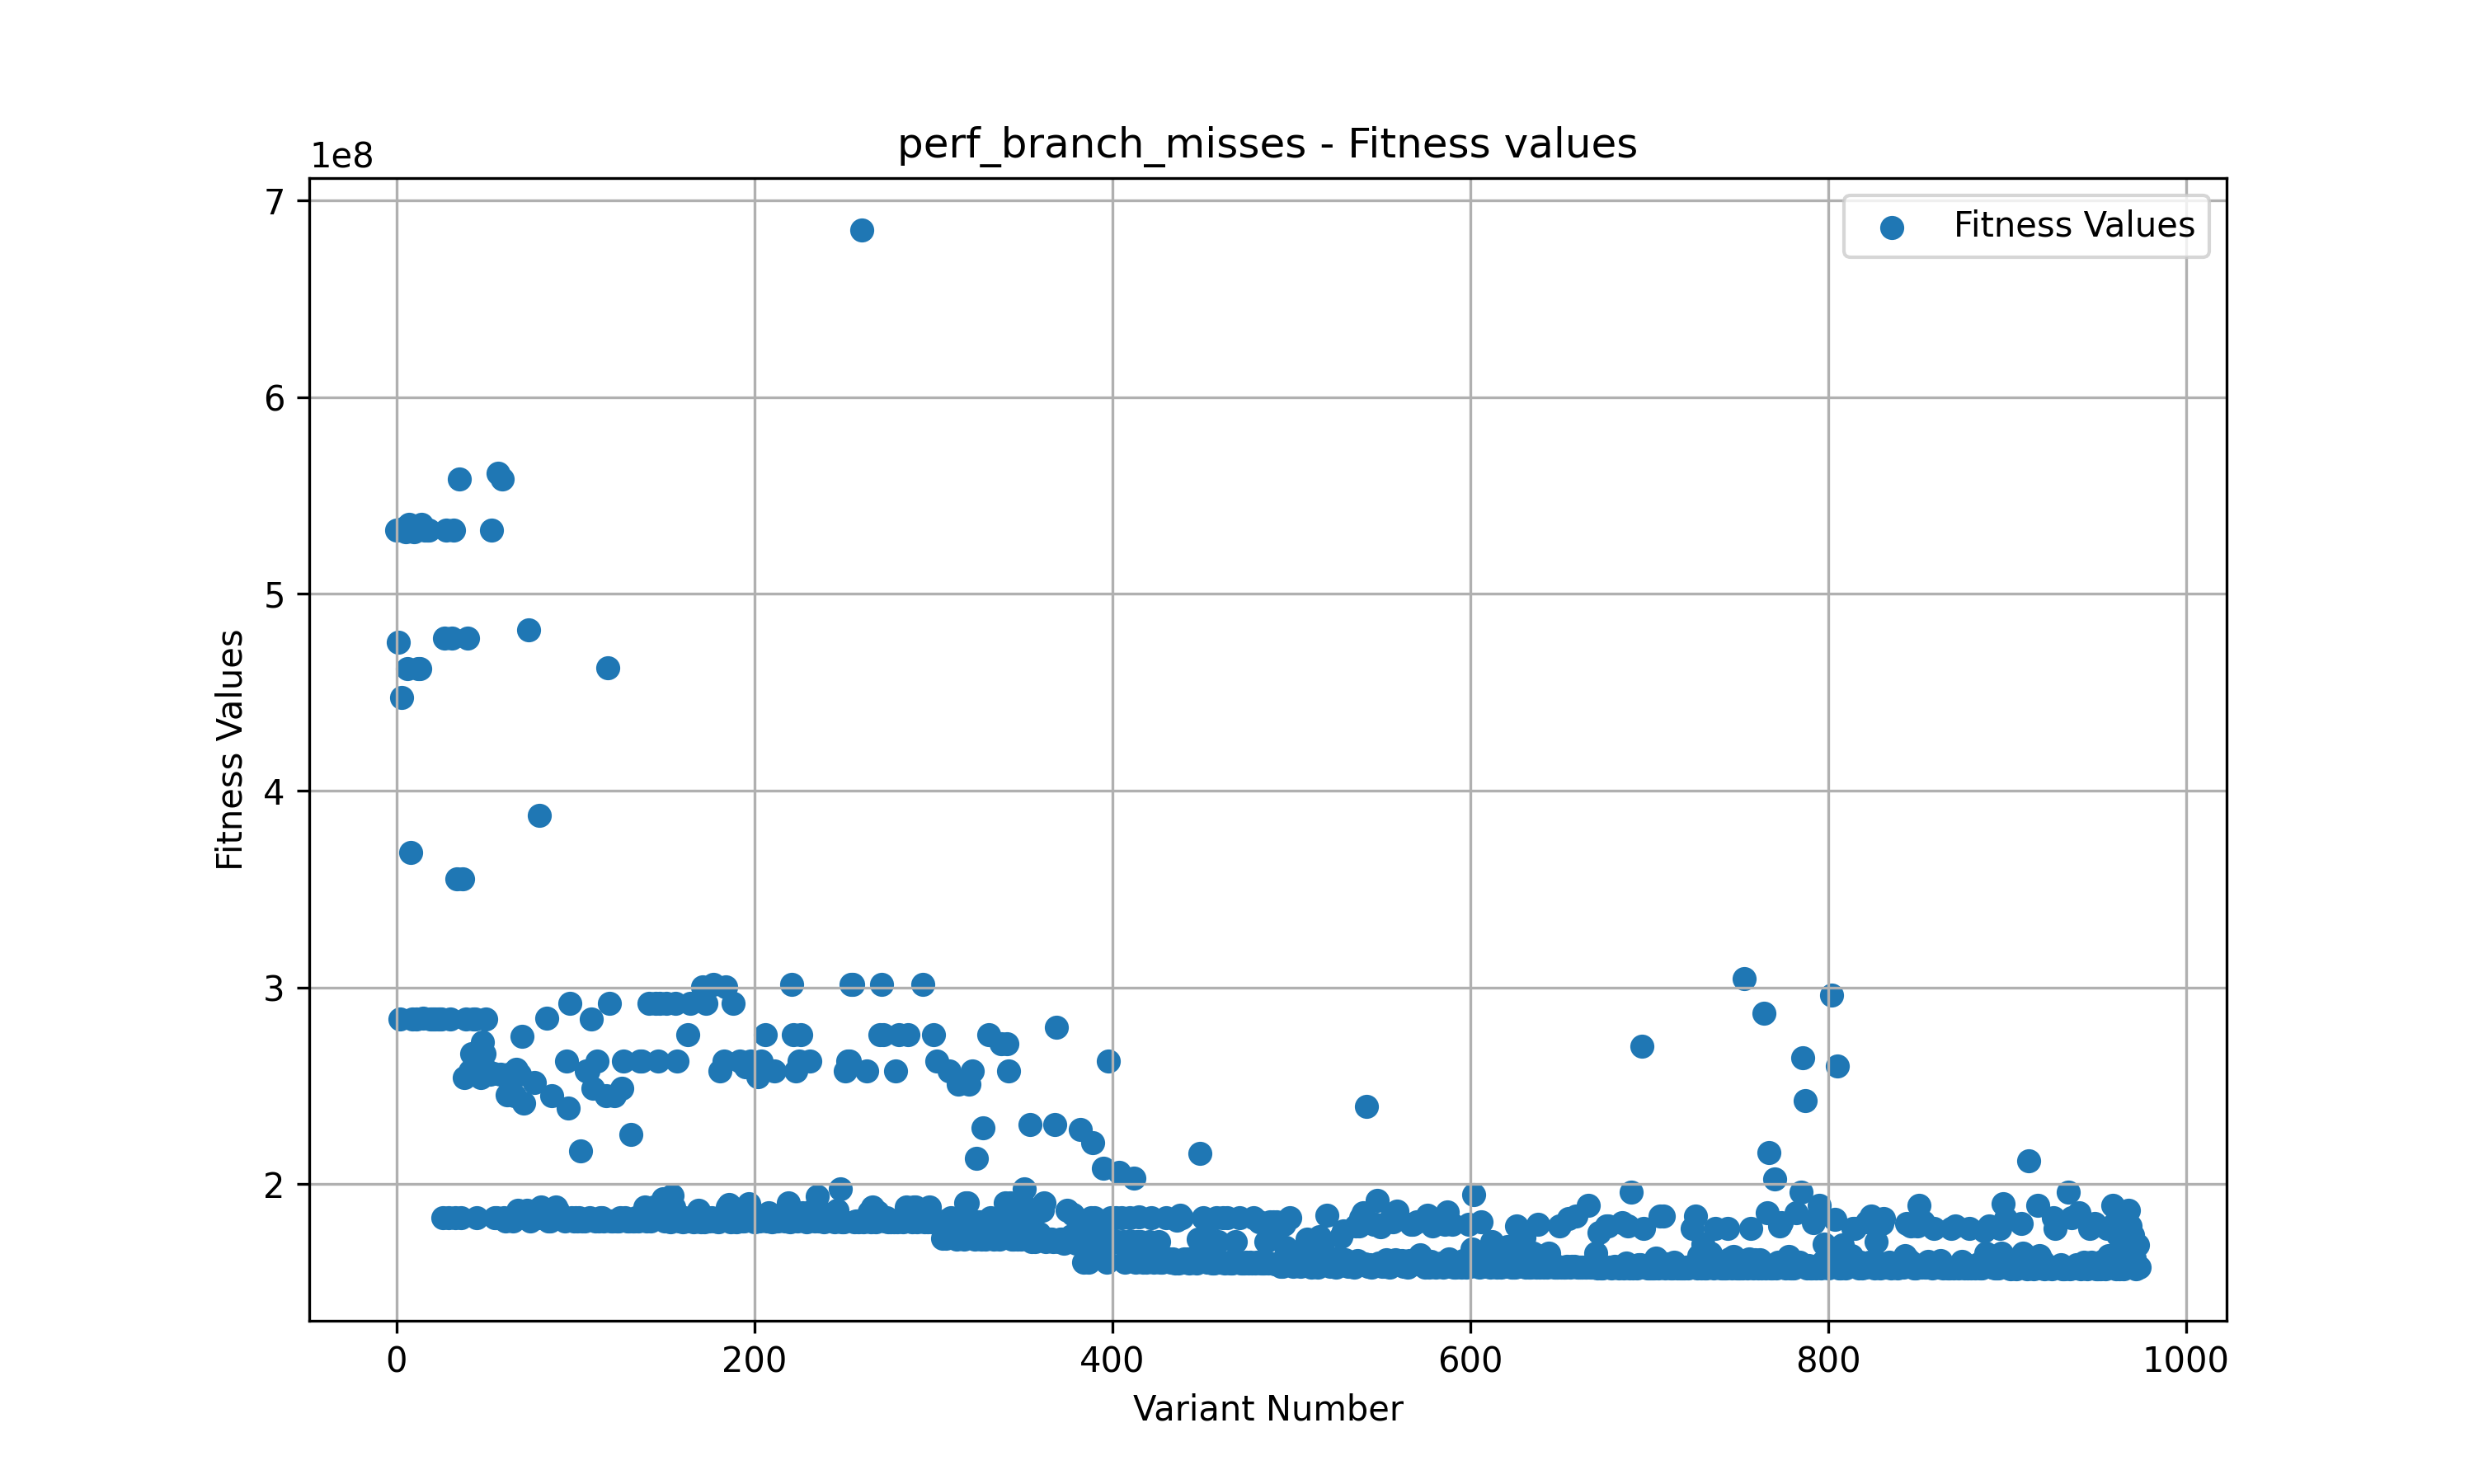 perf_branch_misses - Fitness values
1e8
7
6
5
4
3
2
Fitness Values
Fitness Values
0
200
400
600
800
1000
Variant Number